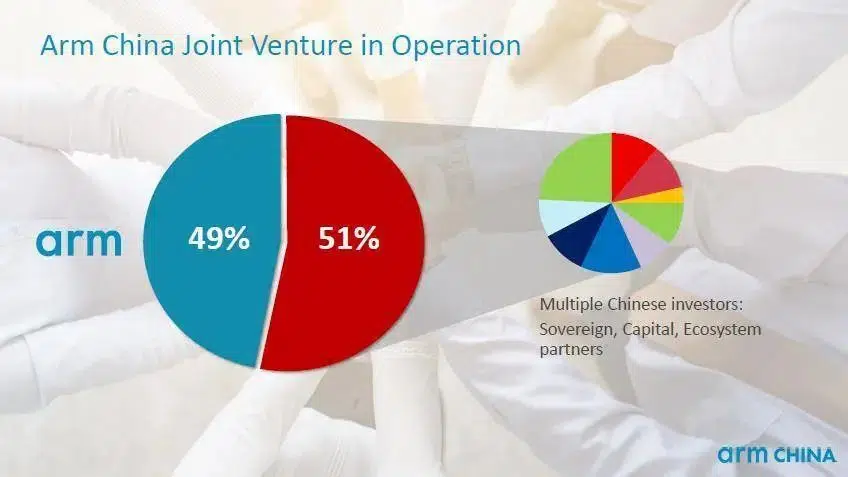 Arm China Joint Venture in Operation
arm
49%
51%
Multiple Chinese investors:
Sovereign, Capital, Ecosystem
partners
arm CHINA